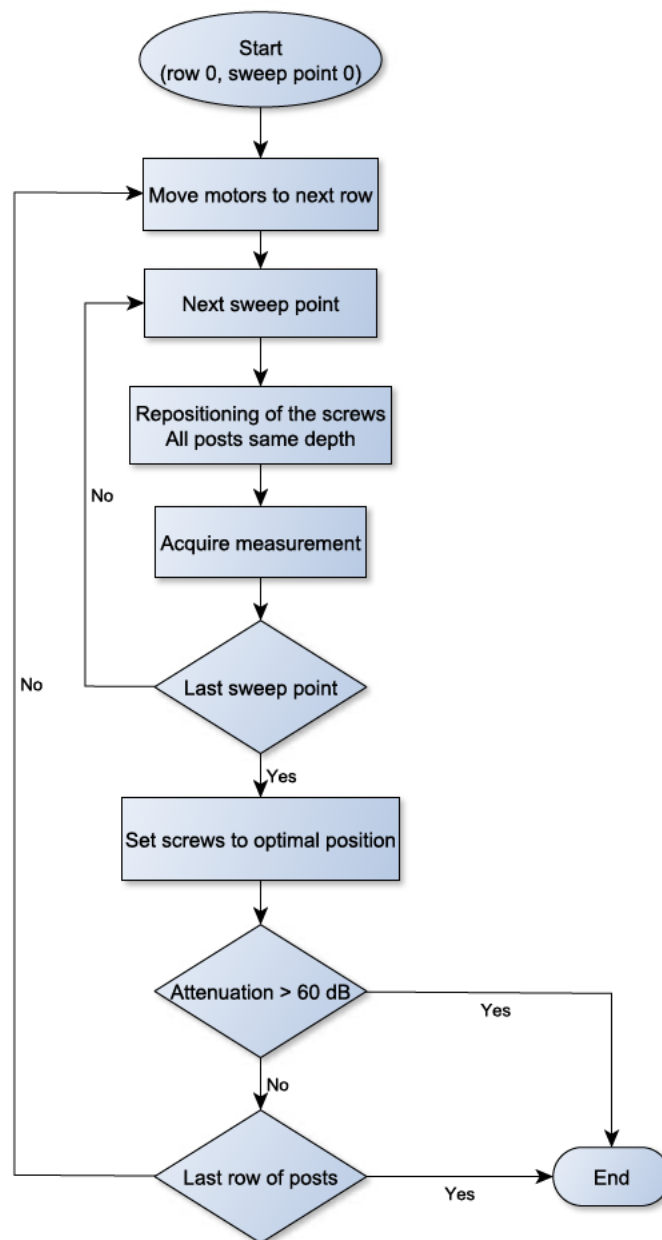 Start
(row 0, sweep point 0)
Move motors to next row
Next sweep point
Repositioning of the screws
All posts same depth
No
Acquire measurement
No
Last sweep point
Yes
Set screws to optimal position
Attenuation > 60 dB
Yes
No
Last row of posts
Yes
End